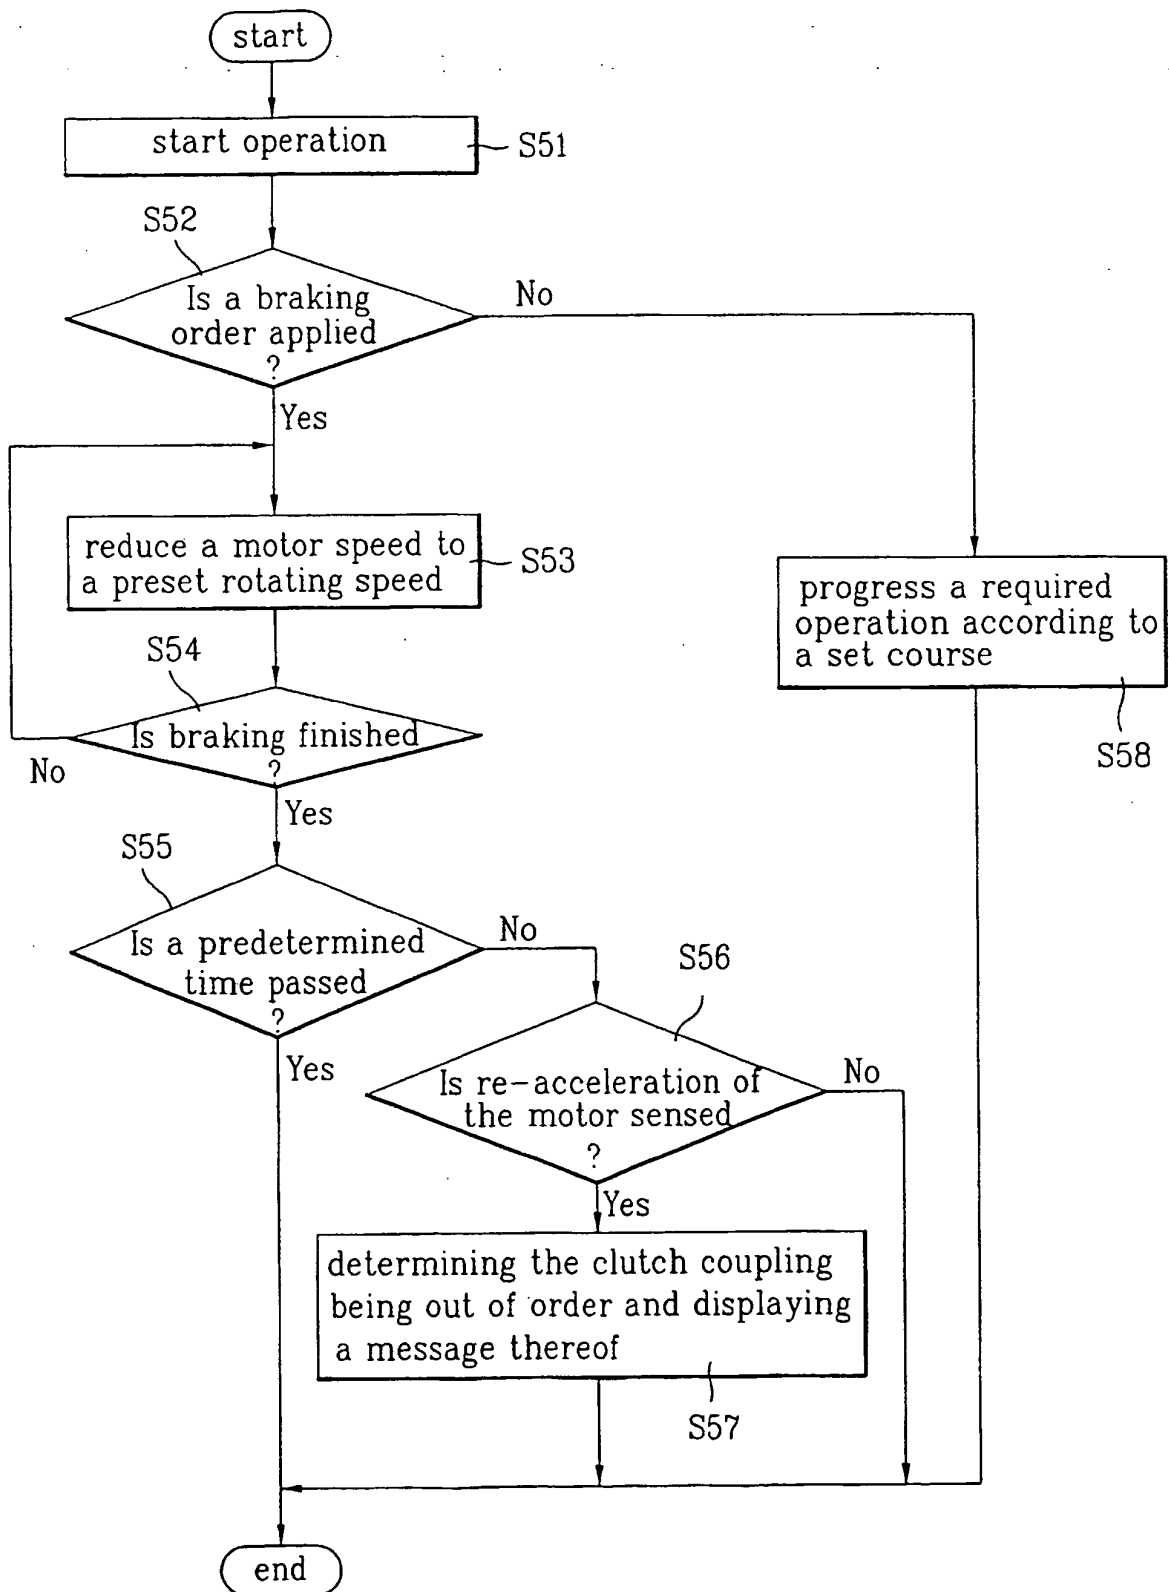 start
start operation
S51
S52
Is a braking
order applied
?
No
Yes
reduce a motor speed to
a preset rotating speed
S53
progress a required
operation according to
a set course
S58
S54
Is braking finished
?
No
Yes
S55
Is a predetermined
time passed
?
No
Yes
S56
Is re-acceleration of
the motor sensed
?
No
Yes
determining the clutch coupling
being out of order and displaying
a message thereof
S57
end